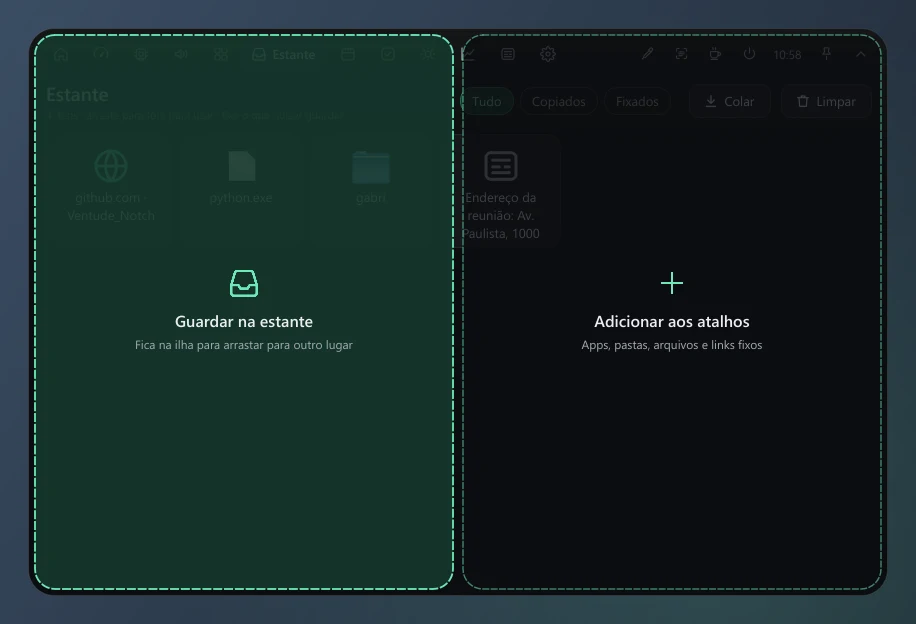 Estante
10:58
Estante
Tudo
Copiados
Fixados
Colar
Limpar
github.com -
Ventude_Notch
python.exe
gabri
Endereço da
reunião: Av.
Paulista, 1000
Guardar na estante
Fica na ilha para arrastar para outro lugar
Adicionar aos atalhos
Apps, pastas, arquivos e links fixos